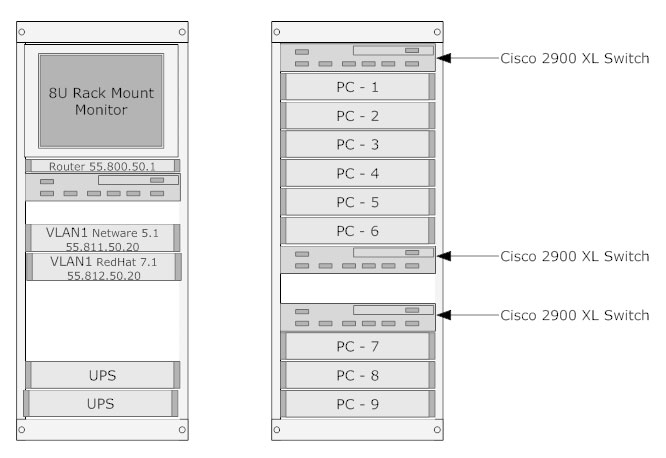 8U Rack Mount
Monitor
Router 55.800.50.1
VLAN1 Netware 5.1
55.811.50.20
VLAN1 RedHat 7.1
55.812.50.20
UPS
UPS
Cisco 2900 XL Switch
PC - 1
PC - 2
PC - 3
PC - 4
PC - 5
PC - 6
Cisco 2900 XL Switch
Cisco 2900 XL Switch
PC - 7
PC - 8
PC - 9